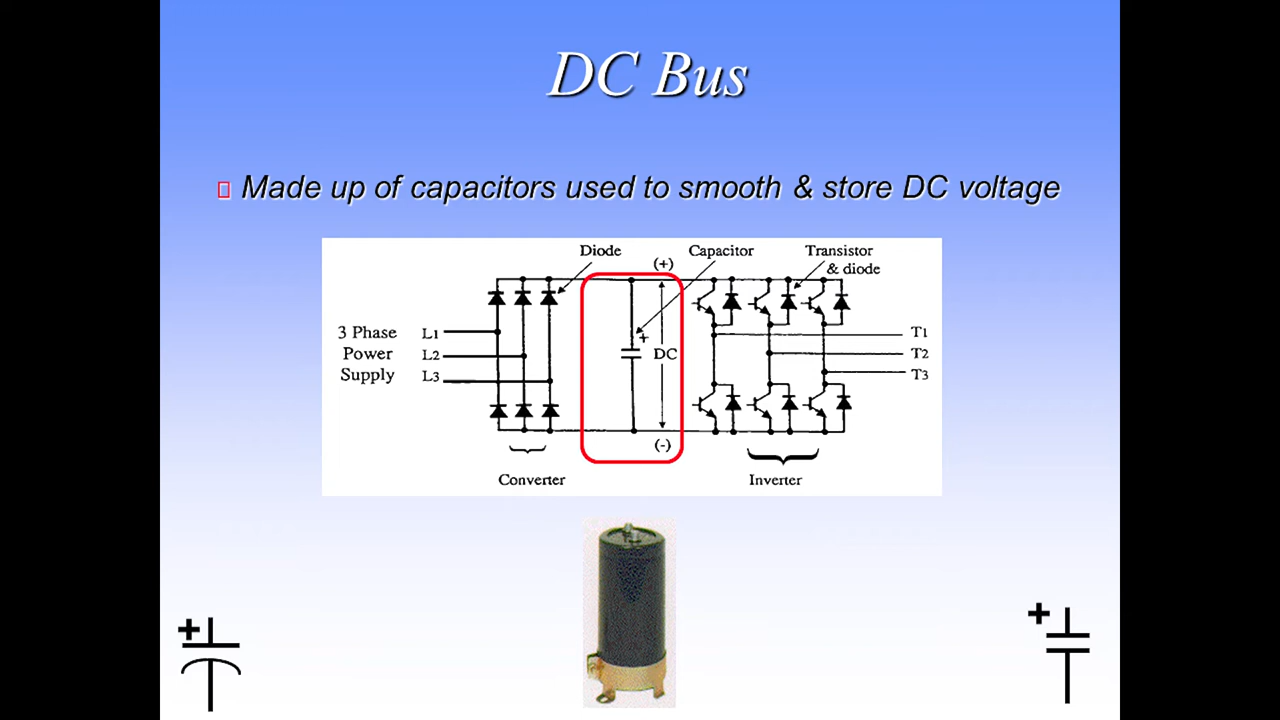 DC Bus
Made up of capacitors used to smooth & store DC voltage
Diode
(+)
Capacitor
Transistor
& diode
3 Phase
Power
Supply
L1
L2
L3
+
DC
T1
T2
T3
(-)
Converter
Inverter
+
+